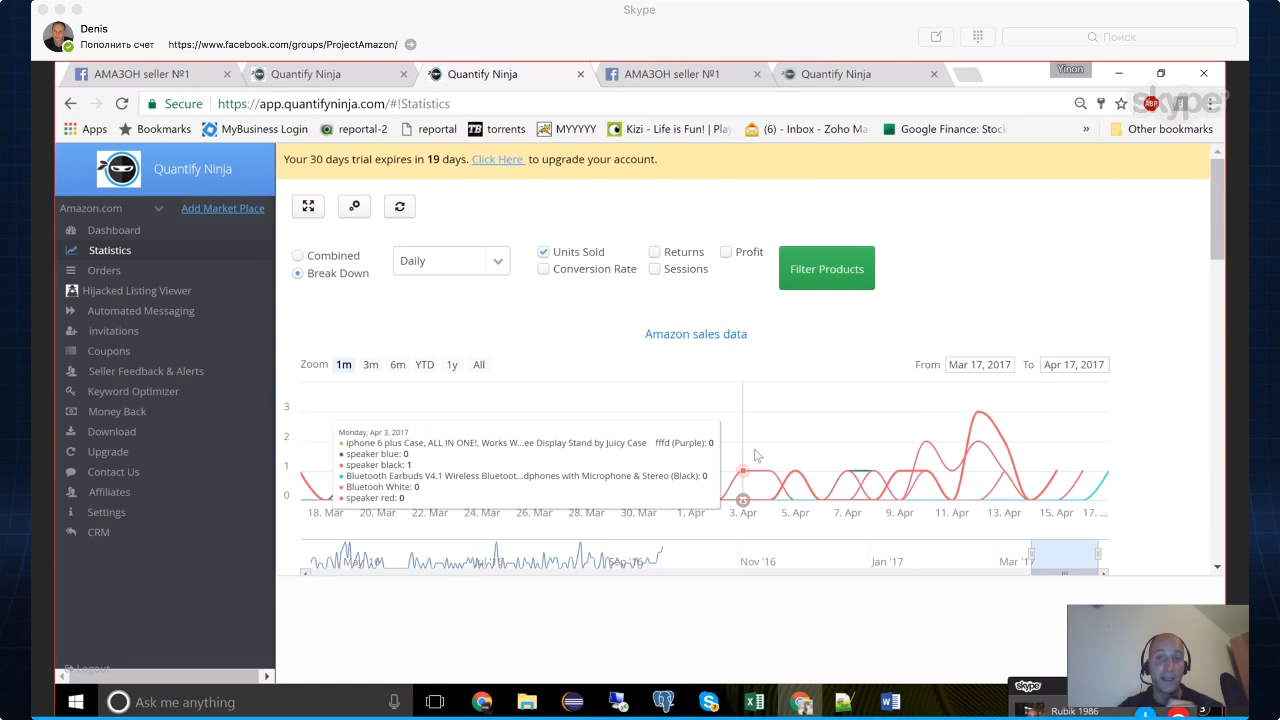 Skype
Denis
Пополнить счет https://www.facebook.com/groups/ProjectAmazon/
Поиск
АМАЗОН seller №1
Quantify Ninja
Quantify Ninja
АМАЗОН seller №1
Quantify Ninja
Yinon
Secure https://app.quantifyninja.com/#!Statistics
ABP
skype
Apps Bookmarks MyBusiness Login reportal-2 reportal torrents MYYYYY Kizi - Life is Fun! | Play (6) - Inbox - Zoho Ma Google Finance: Stock » Other bookmarks
Quantify Ninja
Your 30 days trial expires in 19 days. Click Here to upgrade your account.
Amazon.com Add Market Place
Dashboard
Statistics
Orders
Hijacked Listing Viewer
Automated Messaging
invitations
Coupons
Seller Feedback & Alerts
Keyword Optimizer
Money Back
Download
Upgrade
Contact Us
Affiliates
Settings
CRM
Logout
Combined
Break Down
Daily
Units Sold Returns Profit
Conversion Rate Sessions
Filter Products
Amazon sales data
Zoom 1m 3m 6m YTD 1y All
From Mar 17, 2017 To Apr 17, 2017
3
2
1
0
Monday, Apr 3, 2017
iphone 6 plus Case, ALL IN ONE!, Works W...ee Display Stand by Juicy Case fffd (Purple): 0
speaker blue: 0
speaker black: 1
Bluetooth Earbuds V4.1 Wireless Bluetoot...dphones with Microphone & Stereo (Black): 0
Bluetooh White: 0
speaker red: 0
18. Mar 20. Mar 22. Mar 24. Mar 26. Mar 28. Mar 30. Mar 1. Apr 3. Apr 5. Apr 7. Apr 9. Apr 11. Apr 13. Apr 15. Apr 17. ...
Nov '16 Jan '17 Mar '17
Ask me anything
skype
Rubik 1986